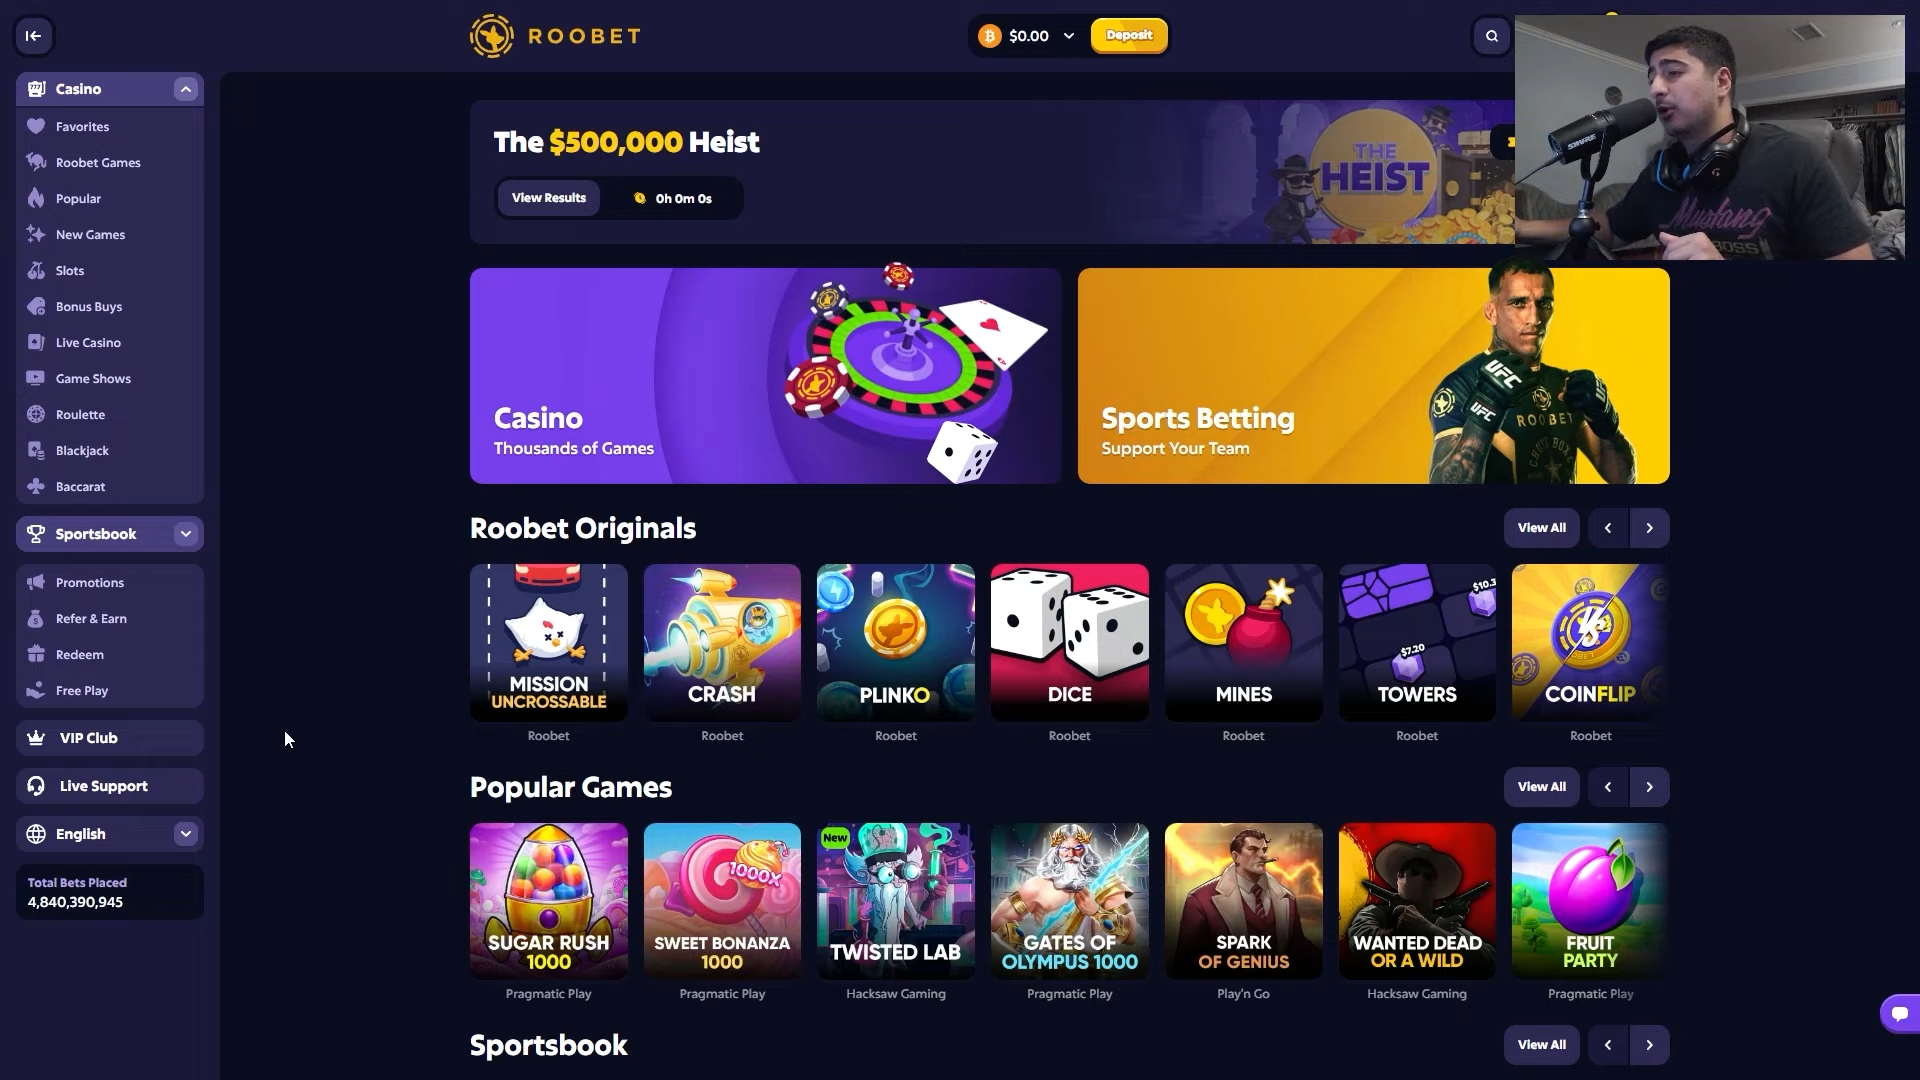 ROOBET
$0.00
Deposit
Casino
Favorites
Roobet Games
Popular
New Games
Slots
Bonus Buys
Live Casino
Game Shows
Roulette
Blackjack
Baccarat
Sportsbook
Promotions
Refer & Earn
Redeem
Free Play
VIP Club
Live Support
English
Total Bets Placed
4,840,390,945
The $500,000 Heist
View Results
0h 0m 0s
THE
HEIST
SHURE
Mustang
BOSS
Casino
Thousands of Games
Sports Betting
Support Your Team
UFC
UFC
ROOBET
Roobet Originals
View All
MISSION
UNCROSSABLE
Roobet
CRASH
Roobet
PLINKO
Roobet
DICE
Roobet
MINES
Roobet
$10.3
$7.20
TOWERS
Roobet
VS
COINFLIP
Roobet
Popular Games
View All
SUGAR RUSH
1000
Pragmatic Play
1000X
SWEET BONANZA
1000
Pragmatic Play
New
TWISTED LAB
Hacksaw Gaming
GATES OF
OLYMPUS 1000
Pragmatic Play
SPARK
OF GENIUS
Play'n Go
WANTED DEAD
OR A WILD
Hacksaw Gaming
FRUIT
PARTY
Pragmatic Play
Sportsbook
View All